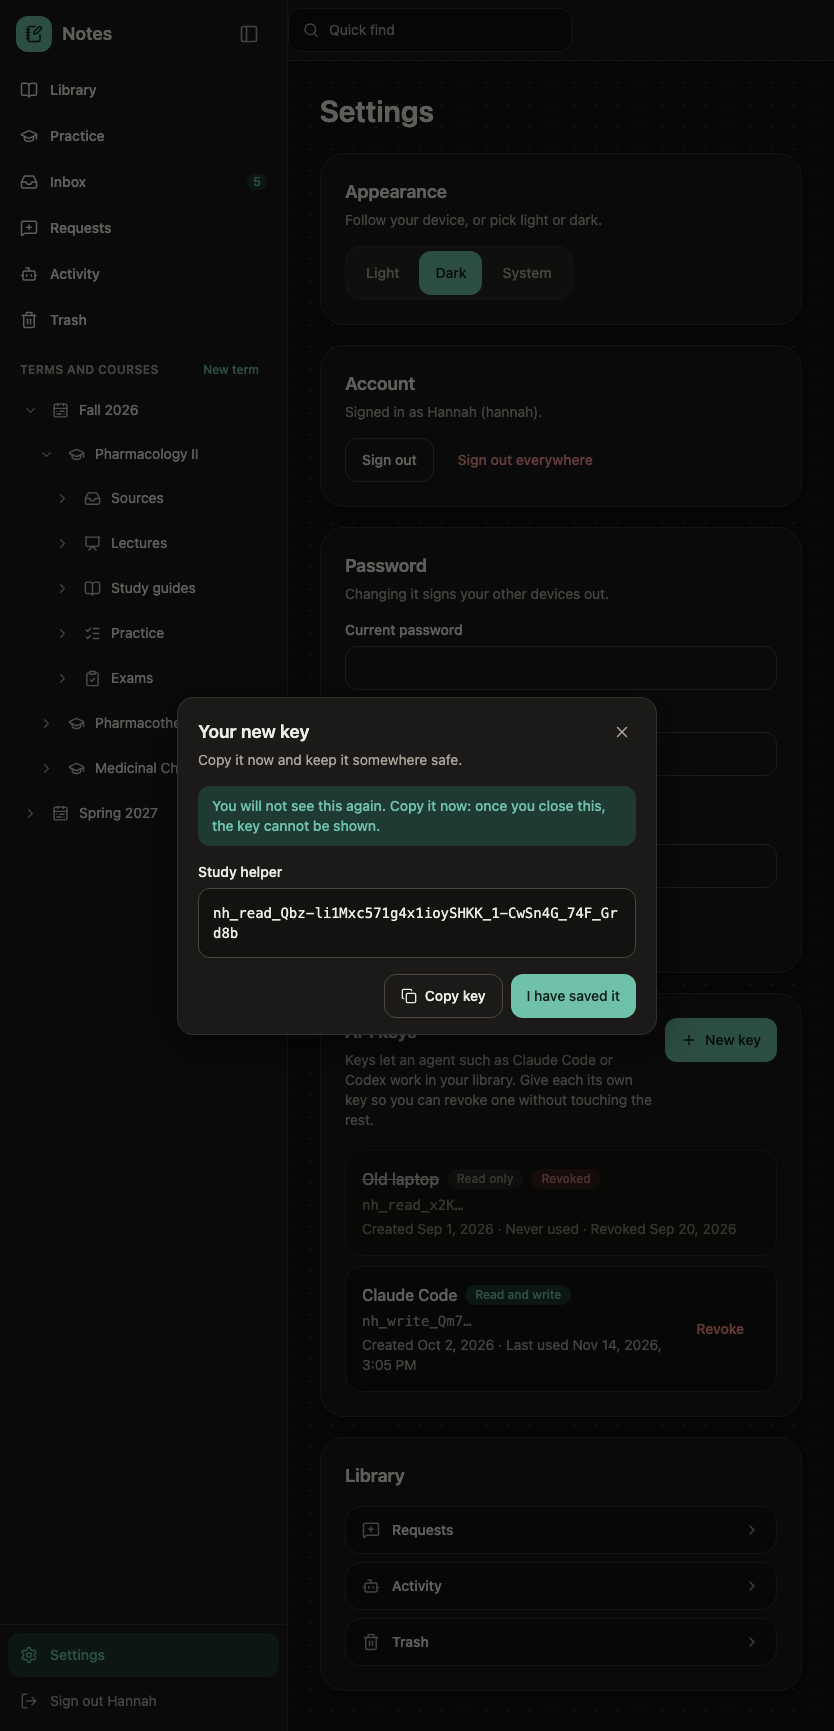 Notes
Quick find
Library
Practice
Inbox
5
Requests
Activity
Trash
TERMS AND COURSES
New term
Fall 2026
Pharmacology II
Sources
Lectures
Study guides
Practice
Exams
Pharmacothe
Medicinal Ch
Spring 2027
Settings
Sign out Hannah
Settings
Appearance
Follow your device, or pick light or dark.
Light
Dark
System
Account
Signed in as Hannah (hannah).
Sign out
Sign out everywhere
Password
Changing it signs your other devices out.
Current password
Your new key
Copy it now and keep it somewhere safe.
You will not see this again. Copy it now: once you close this,
the key cannot be shown.
Study helper
nh_read_Qbz-li1Mxc571g4x1ioySHKK_1-CwSn4G_74F_Gr
d8b
Copy key
I have saved it
API keys
New key
Keys let an agent such as Claude Code or
Codex work in your library. Give each its own
key so you can revoke one without touching the
rest.
Old laptop
Read only
Revoked
nh_read_x2K…
Created Sep 1, 2026 · Never used · Revoked Sep 20, 2026
Claude Code
Read and write
nh_write_Qm7…
Created Oct 2, 2026 · Last used Nov 14, 2026,
3:05 PM
Revoke
Library
Requests
Activity
Trash